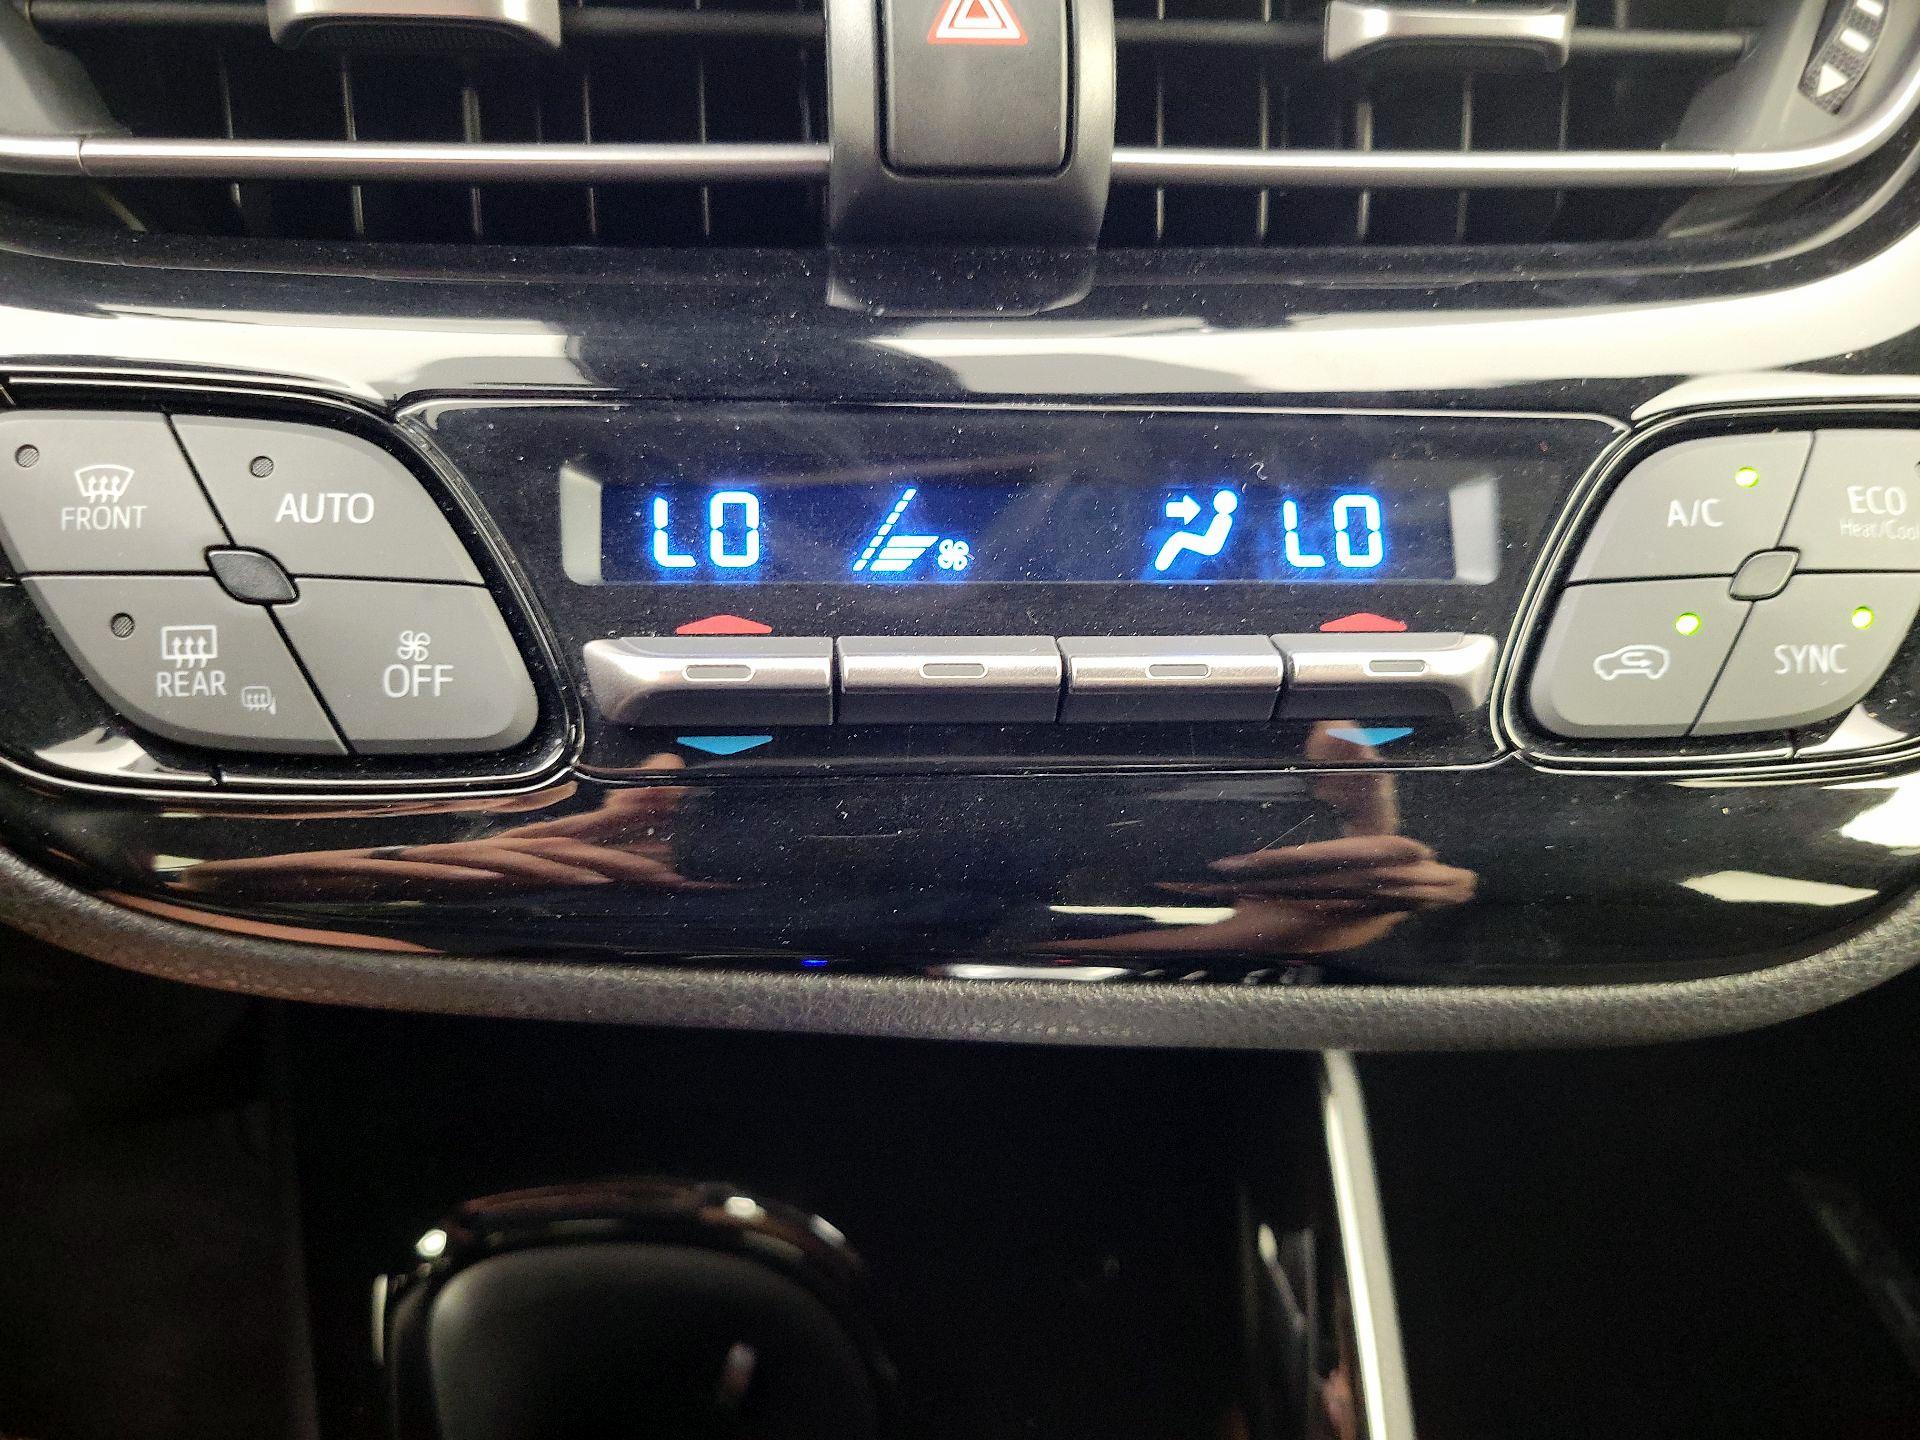 FRONT
AUTO
REAR
OFF
LO
LO
A/C
ECO
Heat/Cool
SYNC